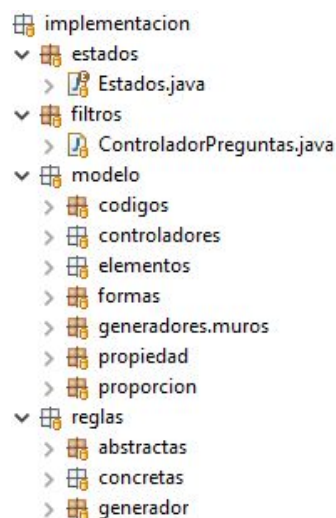 implementacion
estados
Estados.java
filtros
ControladorPreguntas.java
modelo
codigos
controladores
elementos
formas
generadores.muros
propiedad
proporcion
reglas
abstractas
concretas
generador